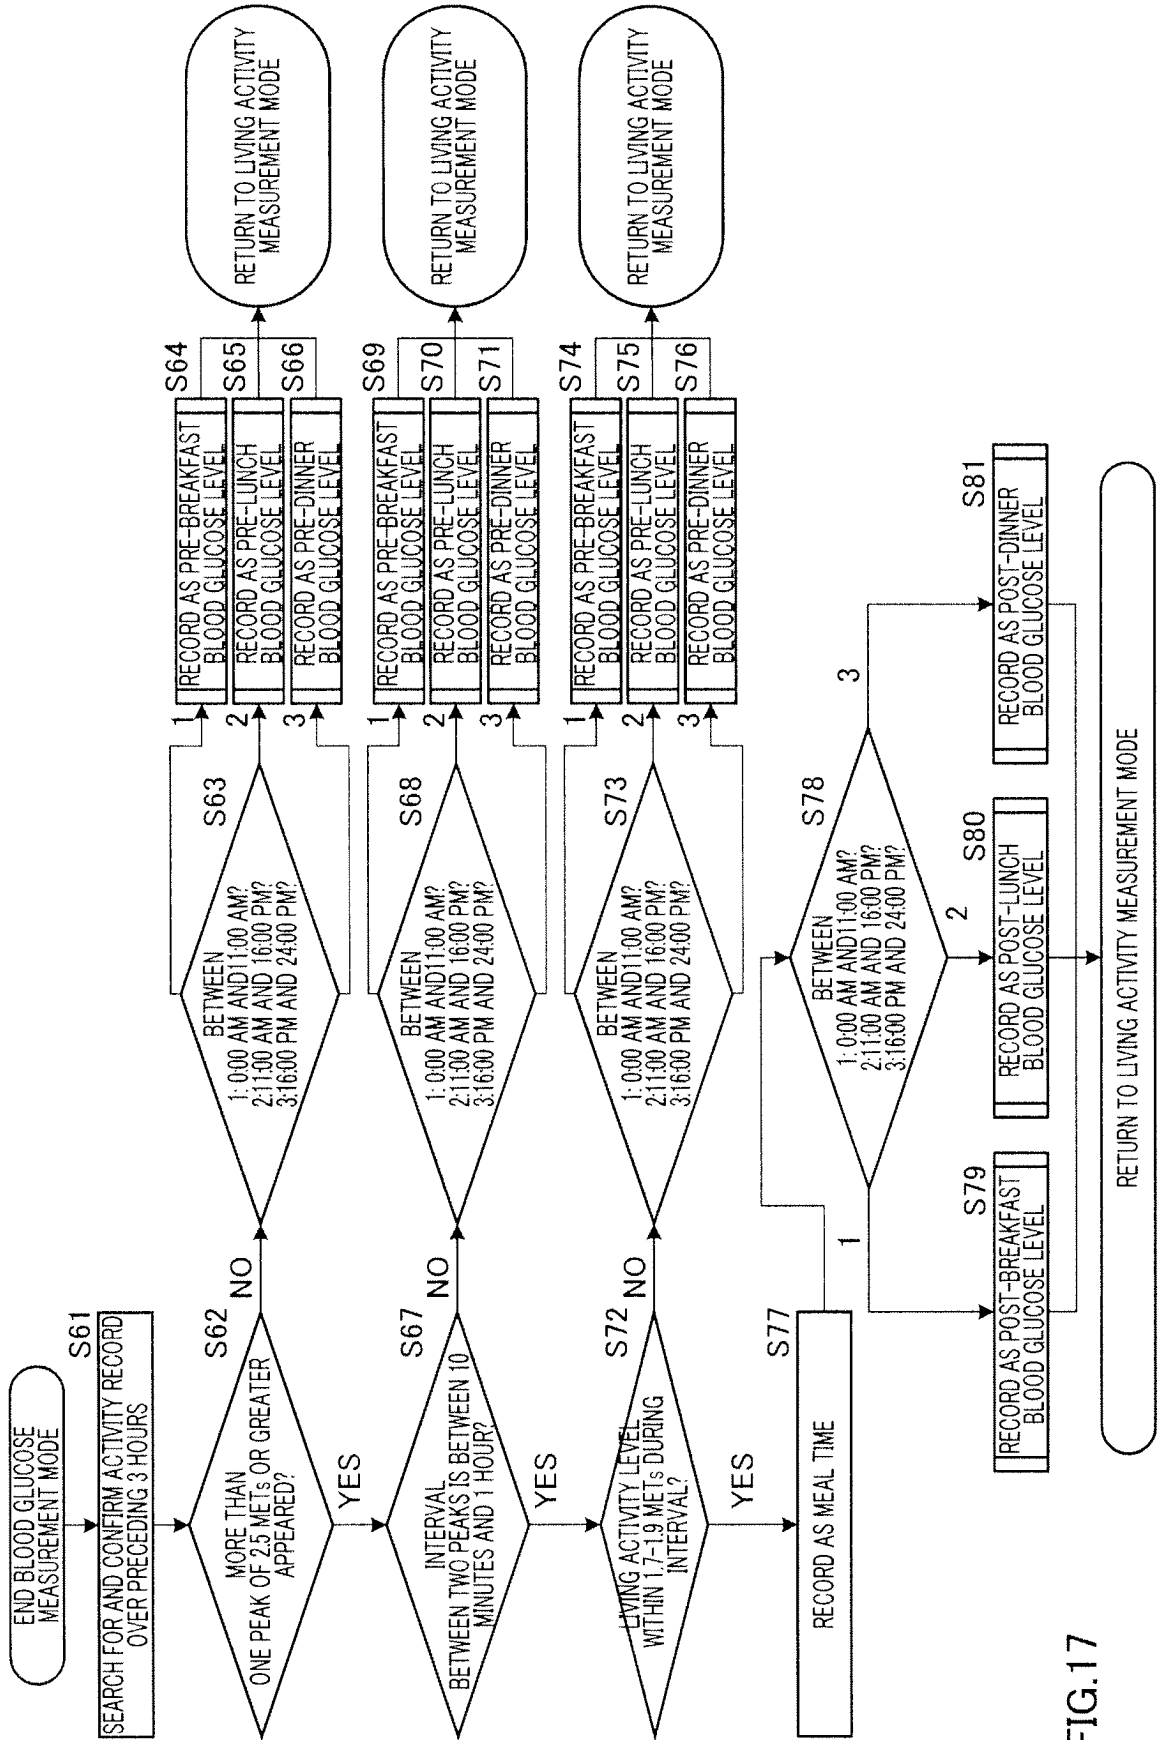 END BLOOD GLUCOSE
MEASUREMENT MODE
S61
SEARCH FOR AND CONFIRM ACTIVITY RECORD
OVER PRECEDING 3 HOURS
S62
MORE THAN
ONE PEAK OF 2.5 METs OR GREATER
APPEARED?
NO
YES
S63
BETWEEN
1: 0:00 AM AND11:00 AM?
2:11:00 AM AND 16:00 PM?
3:16:00 PM AND 24:00 PM?
1
2
3
S64
RECORD AS PRE-BREAKFAST
BLOOD GLUCOSE LEVEL
S65
RECORD AS PRE-LUNCH
BLOOD GLUCOSE LEVEL
S66
RECORD AS PRE-DINNER
BLOOD GLUCOSE LEVEL
RETURN TO LIVING ACTIVITY
MEASUREMENT MODE
S67
INTERVAL
BETWEEN TWO PEAKS IS BETWEEN 10
MINUTES AND 1 HOUR?
NO
YES
S68
BETWEEN
1: 0:00 AM AND11:00 AM?
2:11:00 AM AND 16:00 PM?
3:16:00 PM AND 24:00 PM?
1
2
3
S69
RECORD AS PRE-BREAKFAST
BLOOD GLUCOSE LEVEL
S70
RECORD AS PRE-LUNCH
BLOOD GLUCOSE LEVEL
S71
RECORD AS PRE-DINNER
BLOOD GLUCOSE LEVEL
RETURN TO LIVING ACTIVITY
MEASUREMENT MODE
S72
LIVING ACTIVITY LEVEL
WITHIN 1.7-1.9 METs DURING
INTERVAL?
NO
YES
S73
BETWEEN
1: 0:00 AM AND11:00 AM?
2:11:00 AM AND 16:00 PM?
3:16:00 PM AND 24:00 PM?
1
2
3
S74
RECORD AS PRE-BREAKFAST
BLOOD GLUCOSE LEVEL
S75
RECORD AS PRE-LUNCH
BLOOD GLUCOSE LEVEL
S76
RECORD AS PRE-DINNER
BLOOD GLUCOSE LEVEL
RETURN TO LIVING ACTIVITY
MEASUREMENT MODE
S77
RECORD AS MEAL TIME
S78
BETWEEN
1: 0:00 AM AND11:00 AM?
2:11:00 AM AND 16:00 PM?
3:16:00 PM AND 24:00 PM?
1
2
3
S79
RECORD AS POST-BREAKFAST
BLOOD GLUCOSE LEVEL
S80
RECORD AS POST-LUNCH
BLOOD GLUCOSE LEVEL
S81
RECORD AS POST-DINNER
BLOOD GLUCOSE LEVEL
RETURN TO LIVING ACTIVITY MEASUREMENT MODE
FIG.17